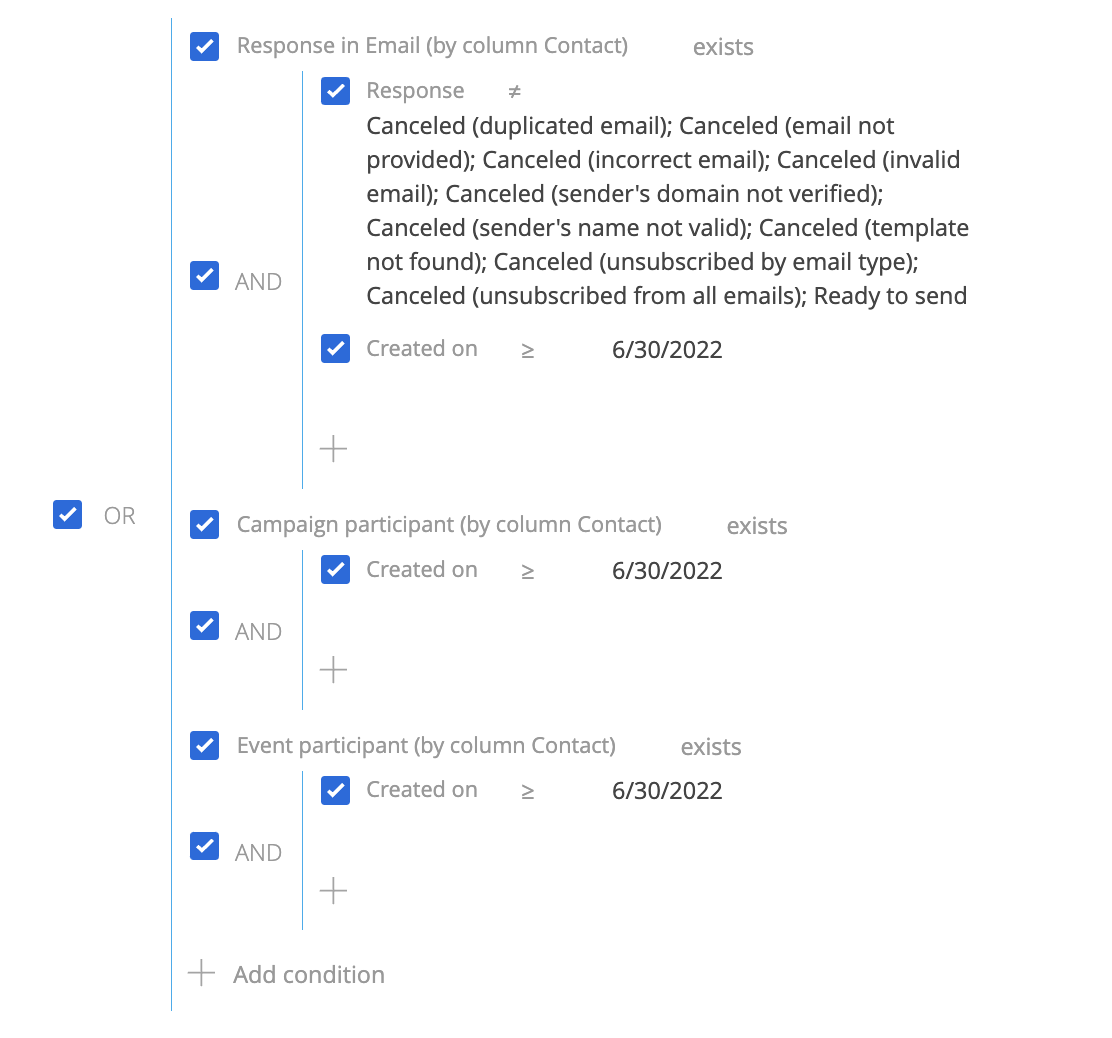 Response in Email (by column Contact) exists
Response ≠
Canceled (duplicated email); Canceled (email not
provided); Canceled (incorrect email); Canceled (invalid
email); Canceled (sender's domain not verified);
Canceled (sender's name not valid); Canceled (template
not found); Canceled (unsubscribed by email type);
AND
Canceled (unsubscribed from all emails); Ready to send
Created on ≥ 6/30/2022
OR
Campaign participant (by column Contact) exists
Created on ≥ 6/30/2022
AND
Event participant (by column Contact) exists
Created on ≥ 6/30/2022
AND
Add condition